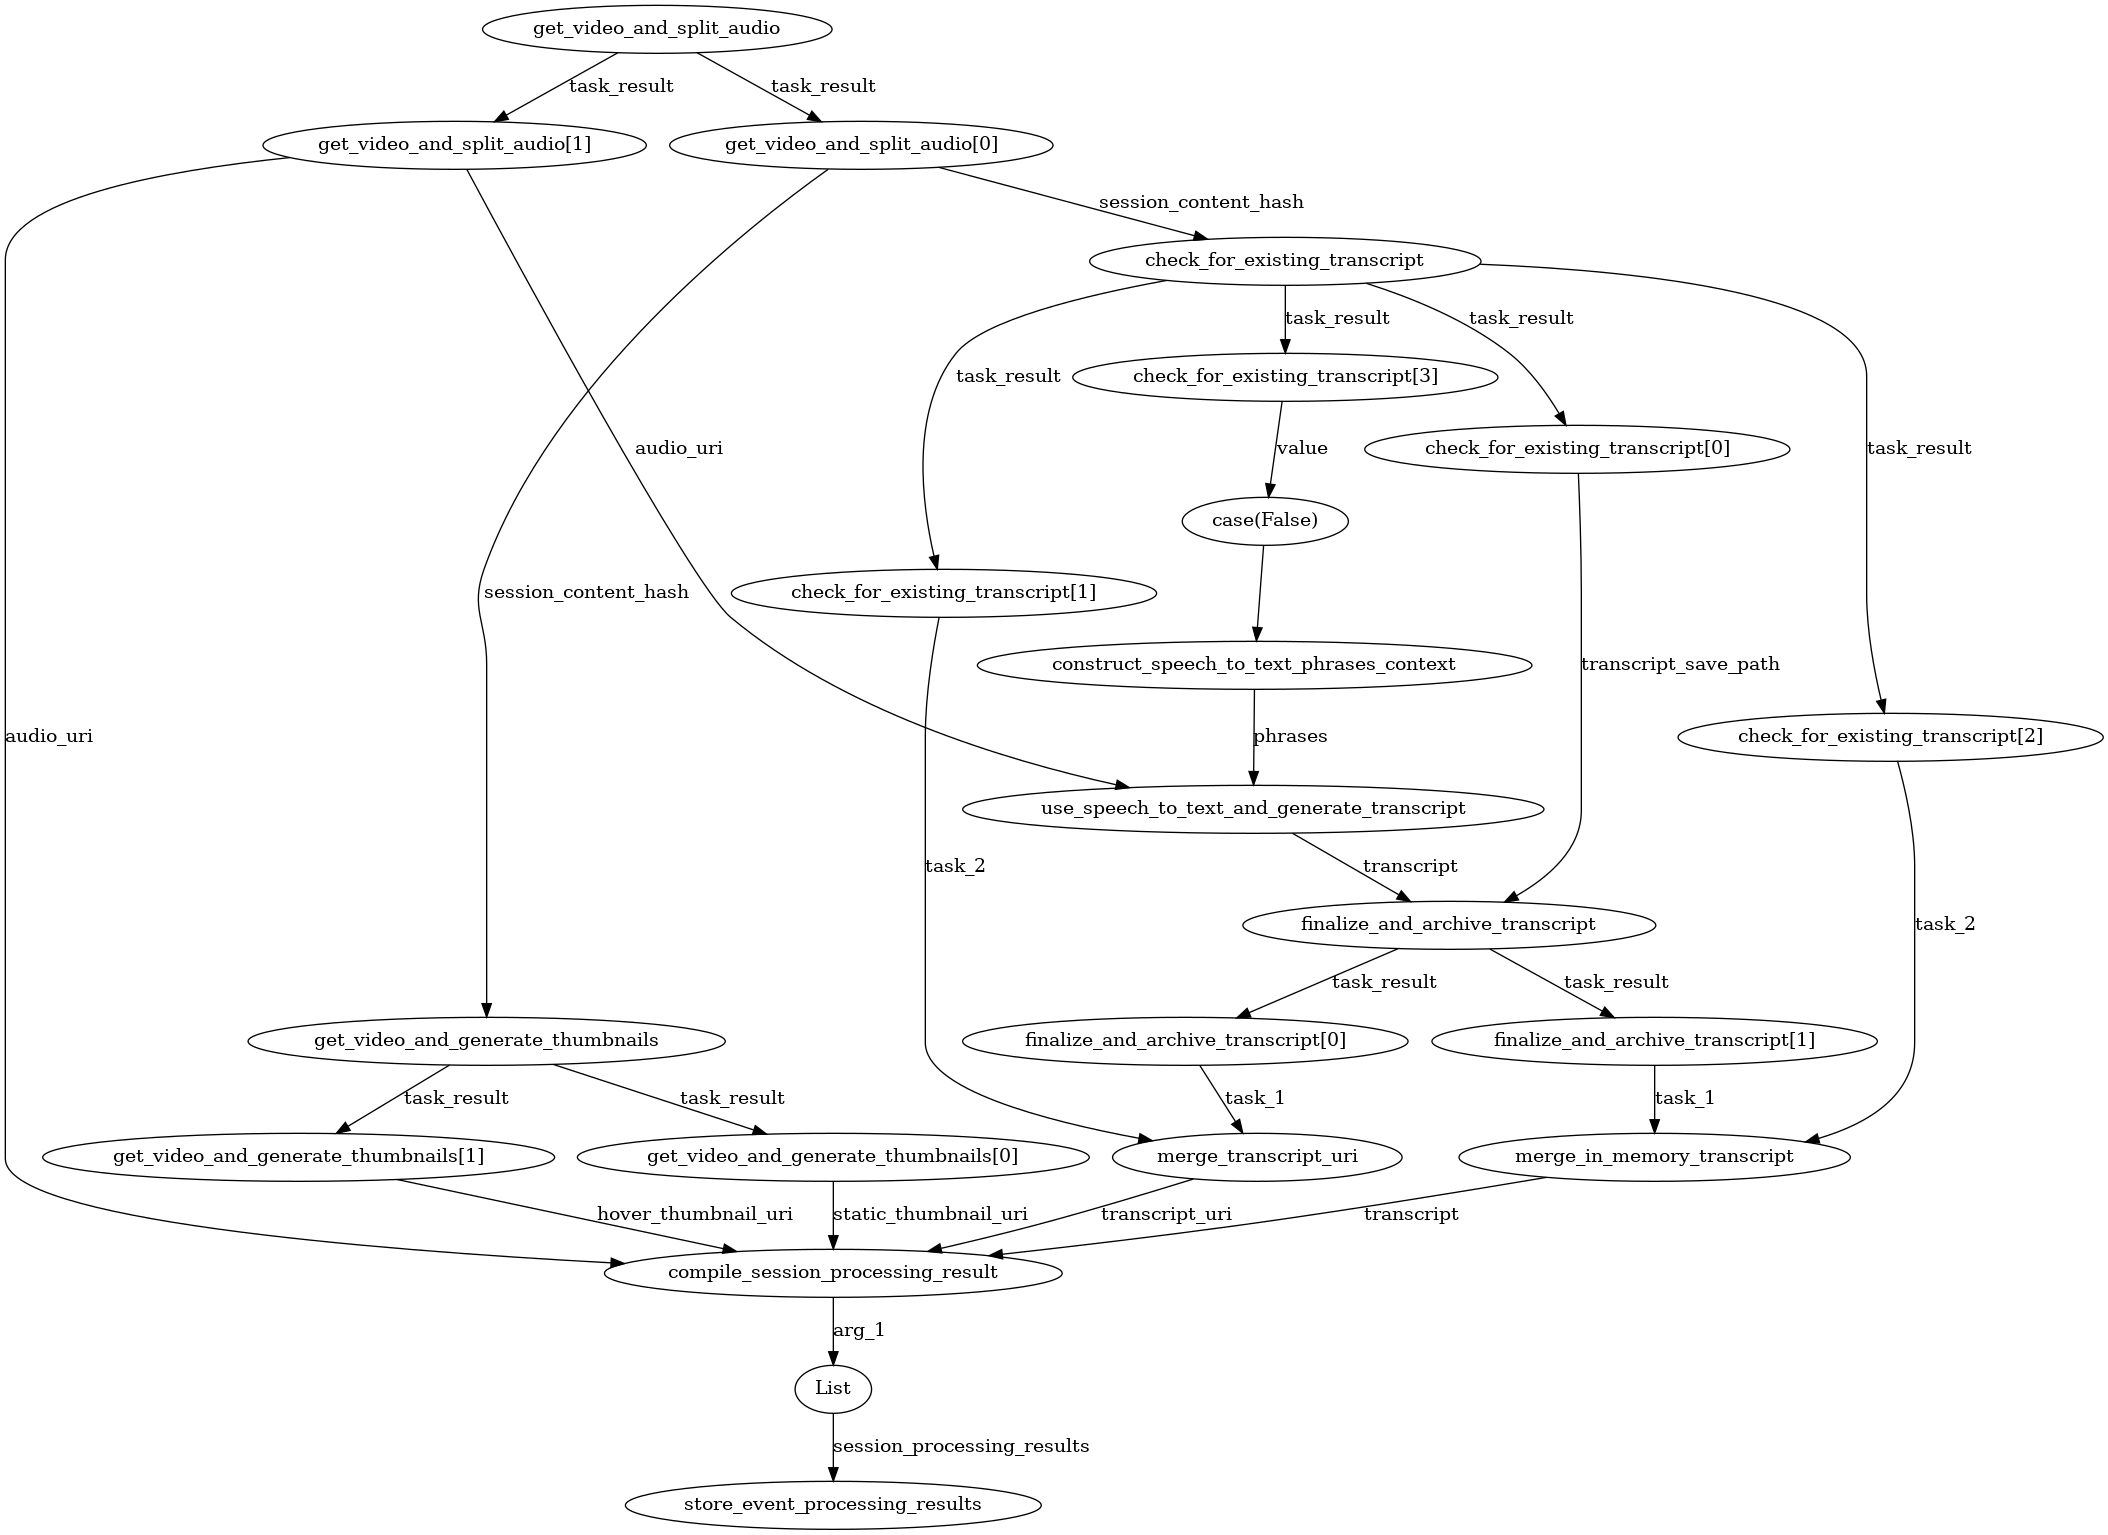 get_video_and_split_audio
task_result
task_result
get_video_and_split_audio[1]
get_video_and_split_audio[0]
session_content_hash
check_for_existing_transcript
task_result
task_result
task_result
check_for_existing_transcript[3]
audio_uri
value
check_for_existing_transcript[0]
task_result
case(False)
session_content_hash
check_for_existing_transcript[1]
construct_speech_to_text_phrases_context
transcript_save_path
audio_uri
phrases
check_for_existing_transcript[2]
use_speech_to_text_and_generate_transcript
task_2
transcript
finalize_and_archive_transcript
task_2
task_result
task_result
get_video_and_generate_thumbnails
finalize_and_archive_transcript[0]
finalize_and_archive_transcript[1]
task_result
task_result
task_1
task_1
get_video_and_generate_thumbnails[1]
get_video_and_generate_thumbnails[0]
merge_transcript_uri
merge_in_memory_transcript
hover_thumbnail_uri
static_thumbnail_uri
transcript_uri
transcript
compile_session_processing_result
arg_1
List
session_processing_results
store_event_processing_results